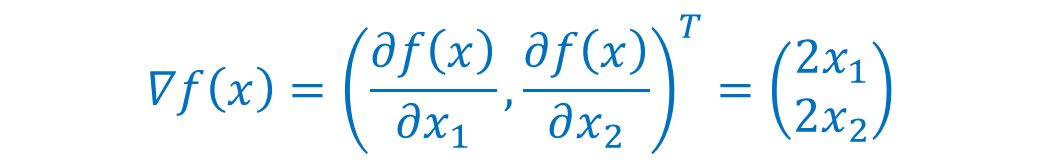 ∇f(x) = (∂f(x)/∂x₁, ∂f(x)/∂x₂)ᵀ = (2x₁ 2x₂)